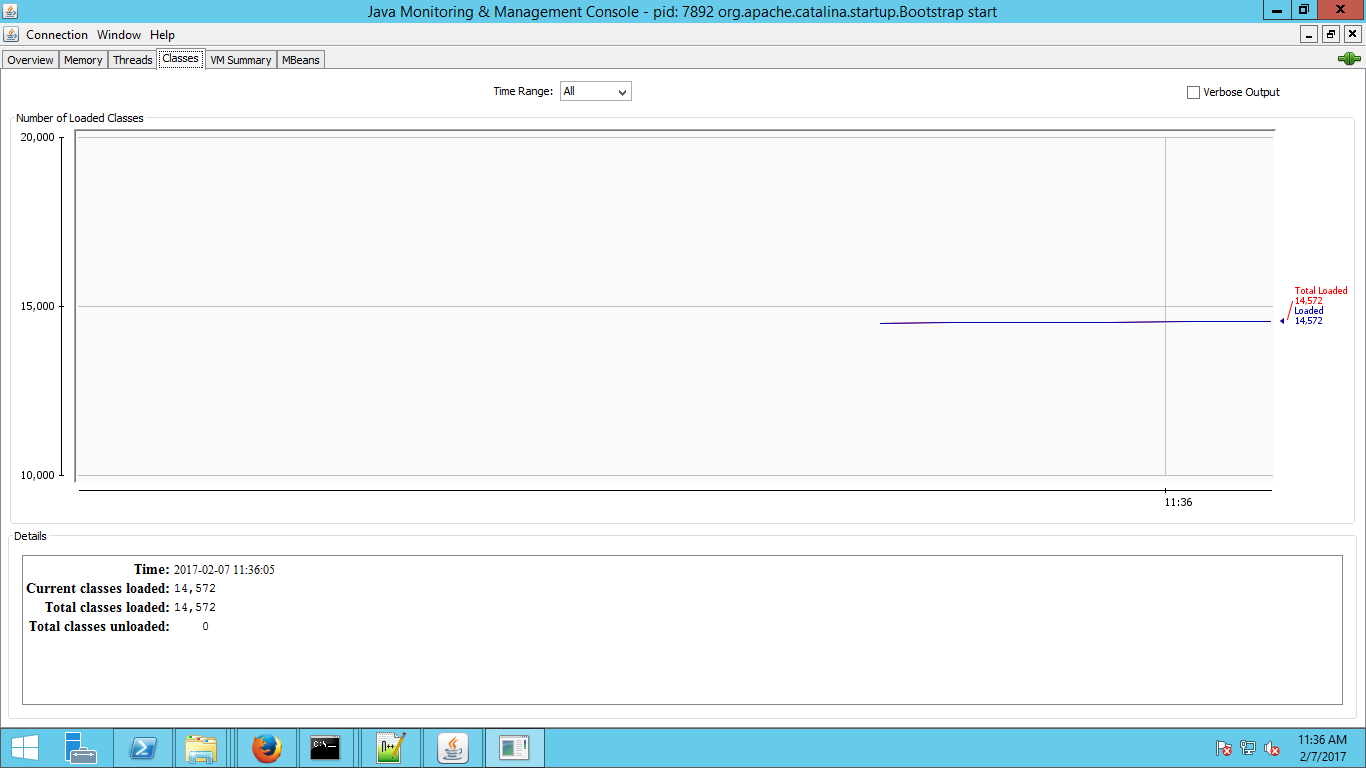 Java Monitoring & Management Console - pid: 7892 org.apache.catalina.startup.Bootstrap start
Connection Window Help
Overview Memory Threads Classes VM Summary MBeans
Time Range: All
Verbose Output
Number of Loaded Classes
20,000
15,000
10,000
Total Loaded
14,572
Loaded
14,572
11:36
Details
Time: 2017-02-07 11:36:05
Current classes loaded: 14,572
Total classes loaded: 14,572
Total classes unloaded: 0
C:\_
11:36 AM
2/7/2017